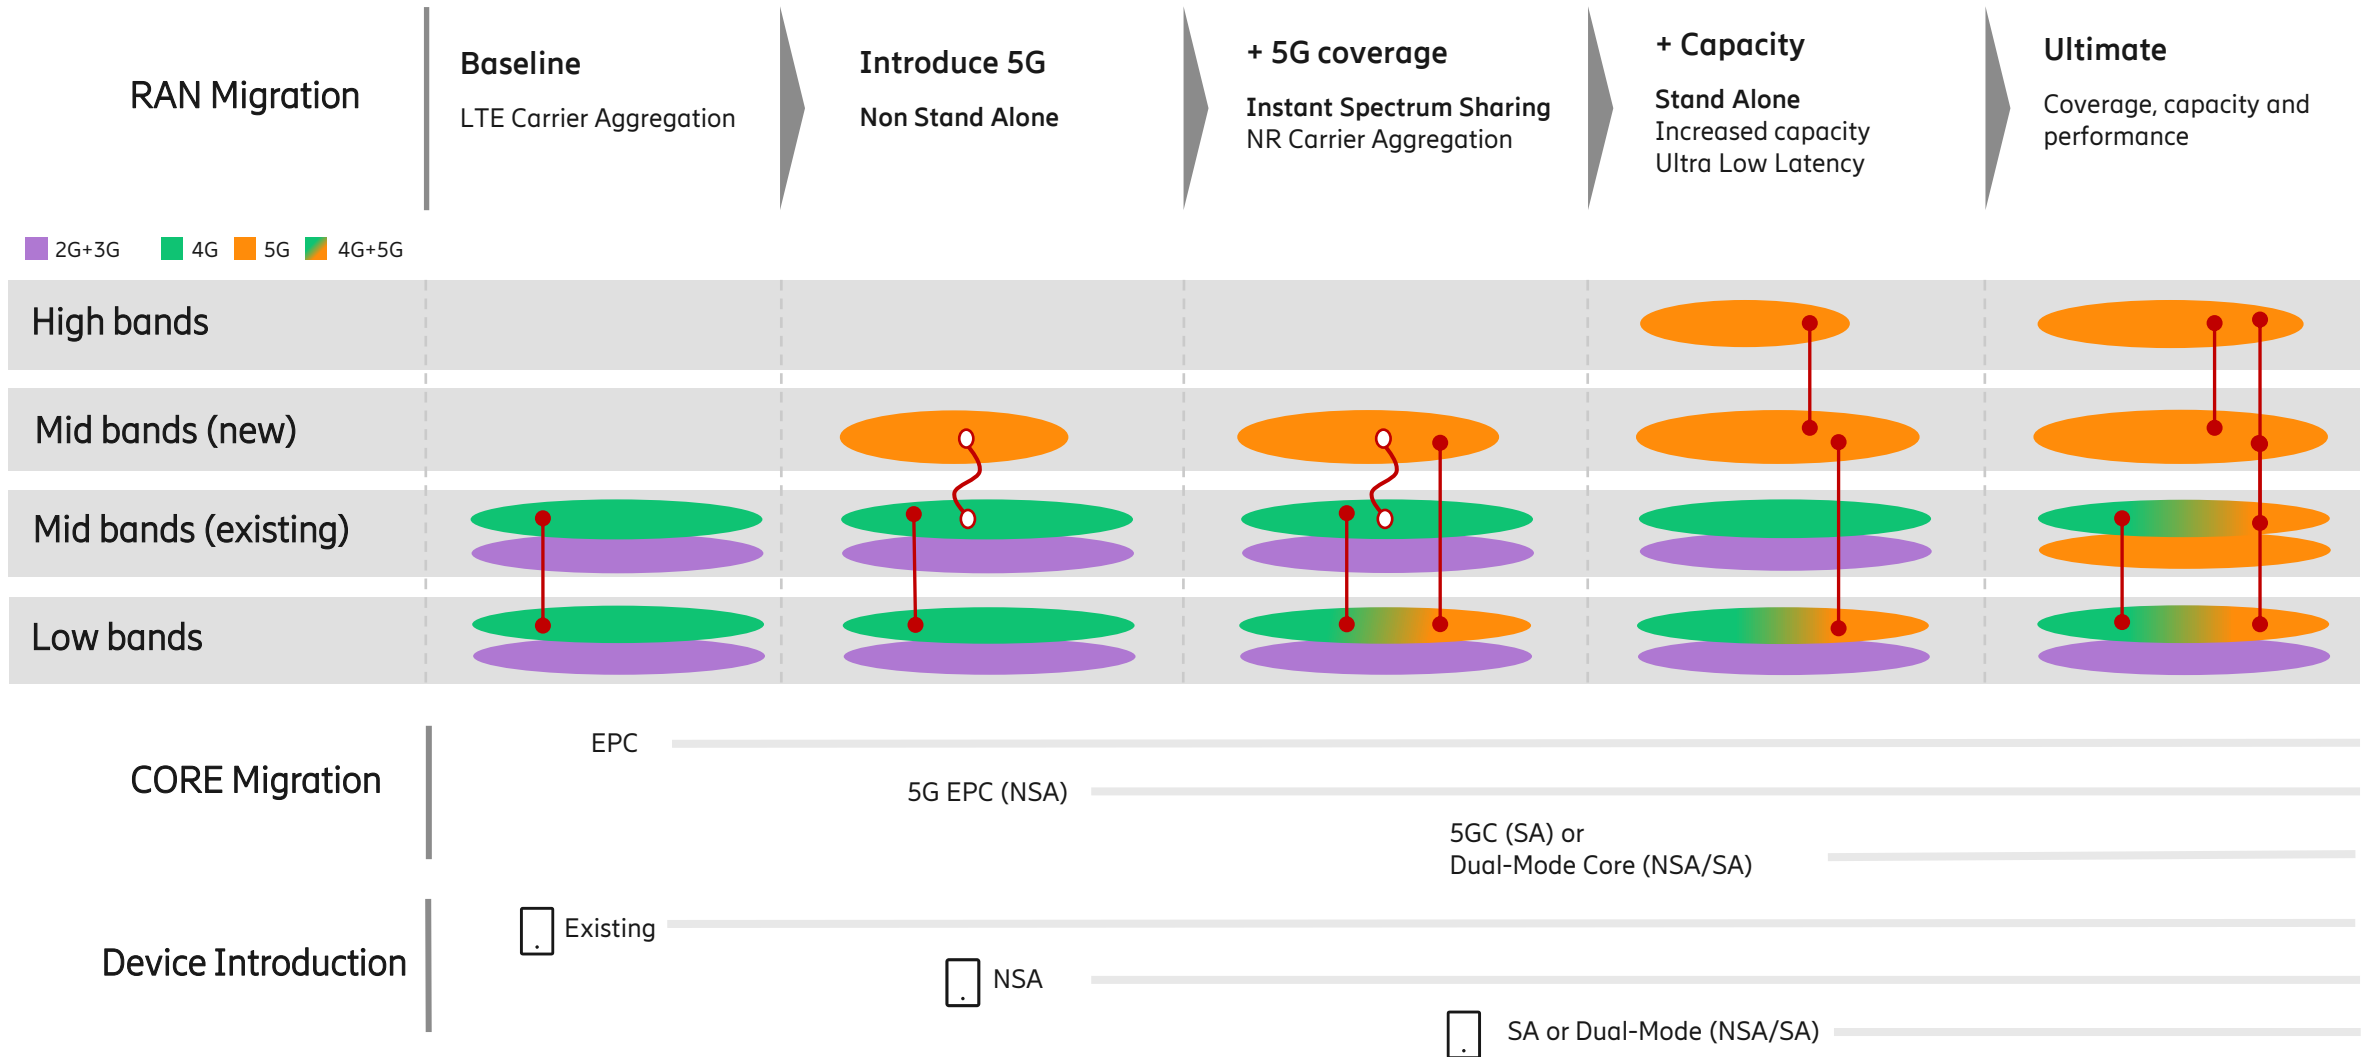 RAN Migration
Baseline
LTE Carrier Aggregation
Introduce 5G
Non Stand Alone
+ 5G coverage
Instant Spectrum Sharing
NR Carrier Aggregation
+ Capacity
Stand Alone
Increased capacity
Ultra Low Latency
Ultimate
Coverage, capacity and
performance
2G+3G
4G
5G
4G+5G
High bands
Mid bands (new)
Mid bands (existing)
Low bands
CORE Migration
EPC
5G EPC (NSA)
5GC (SA) or
Dual-Mode Core (NSA/SA)
Device Introduction
Existing
NSA
SA or Dual-Mode (NSA/SA)